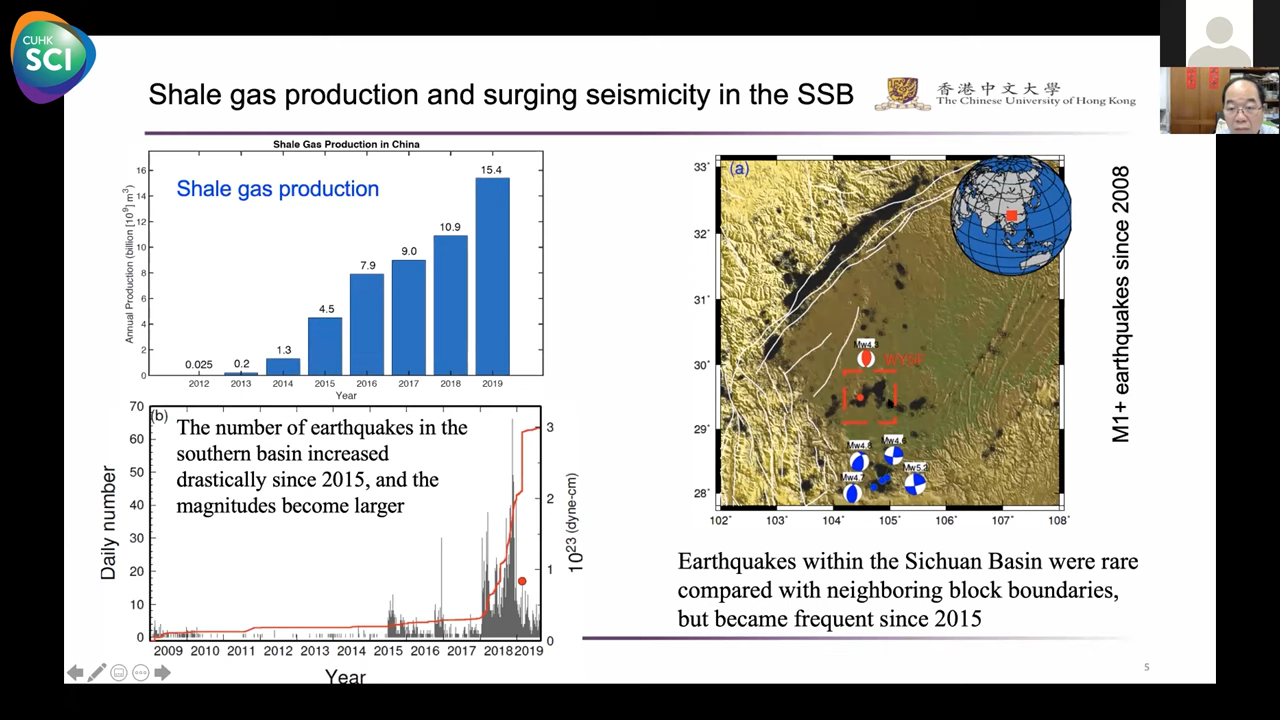 CUHK
SCI
Shale gas production and surging seismicity in the SSB
香港中文大學
The Chinese University of Hong Kong
Shale Gas Production in China
Shale gas production
Annual Production (billion [10⁹] m³)
16
14
12
10
8
6
4
2
0
0.025
0.2
1.3
4.5
7.9
9.0
10.9
15.4
2012 2013 2014 2015 2016 2017 2018 2019
Year
(b)
The number of earthquakes in the
southern basin increased
drastically since 2015, and the
magnitudes become larger
Daily number
70
60
50
40
30
20
10
0
3
2
1
0
10²³ (dyne-cm)
2009 2010 2011 2012 2013 2014 2015 2016 2017 2018 2019
Year
(a)
33°
32°
31°
30°
29°
28°
102° 103° 104° 105° 106° 107° 108°
Mw4.3
Mw4.6
Mw5.2
Mw4.7
M1+ earthquakes since 2008
Earthquakes within the Sichuan Basin were rare
compared with neighboring block boundaries,
but became frequent since 2015
5